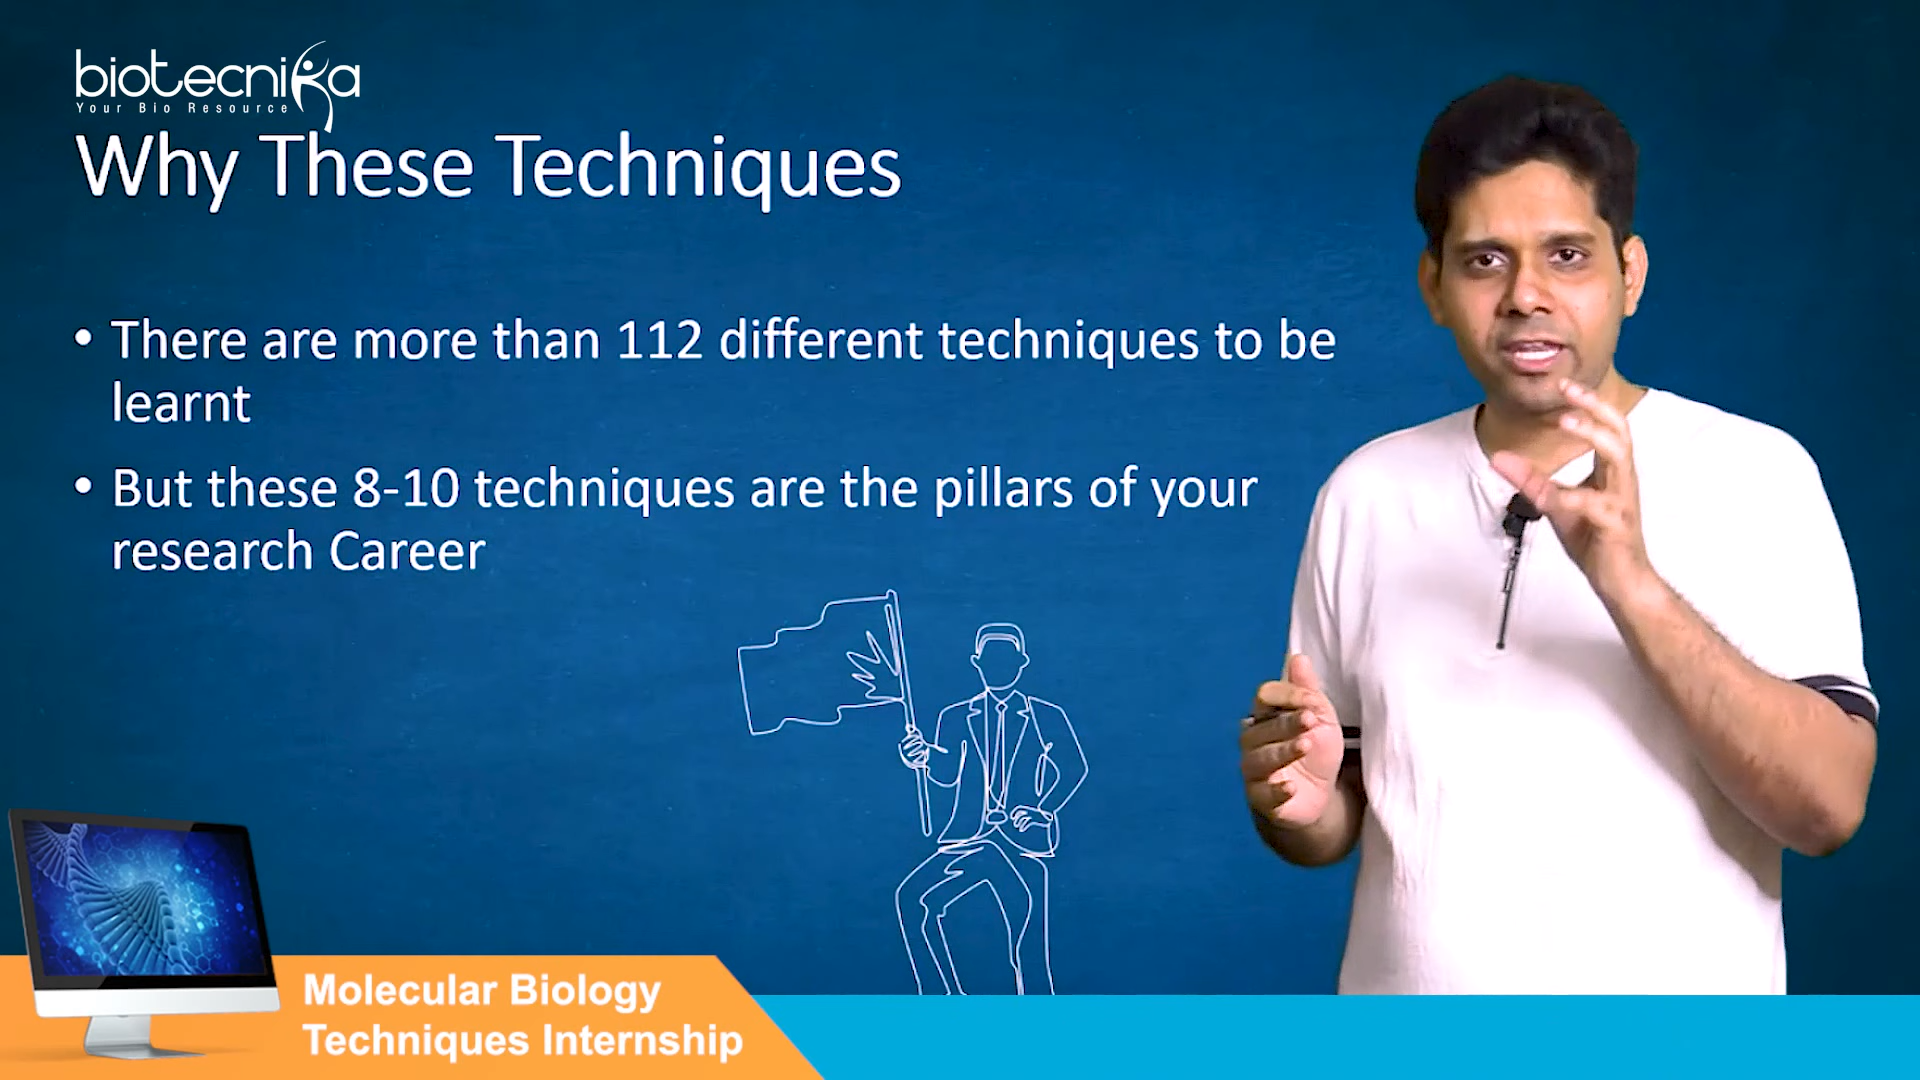 biotecnika
Your Bio Resource
Why These Techniques
• There are more than 112 different techniques to be
learnt
• But these 8-10 techniques are the pillars of your
research Career
Molecular Biology
Techniques Internship